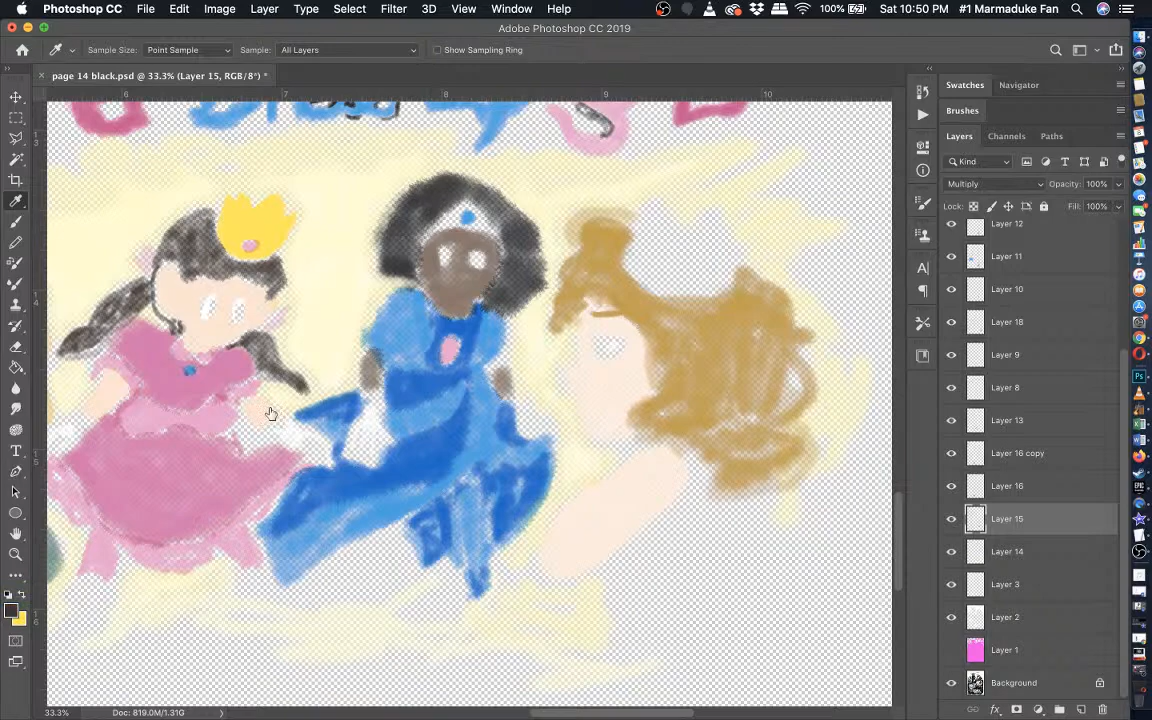 Photoshop CC File Edit Image Layer Type Select Filter 3D View Window Help 100% Sat 10:50 PM #1 Marmaduke Fan
Adobe Photoshop CC 2019
Sample Size: Point Sample Sample: All Layers Show Sampling Ring
× page 14 black.psd @ 33.3% (Layer 15, RGB/8*) *
6 7 8 9 10
Swatches Navigator
Brushes
Layers Channels Paths
Kind
Multiply Opacity: 100%
Lock: Fill: 100%
Layer 12
Layer 11
Layer 10
Layer 18
Layer 9
Layer 8
Layer 13
Layer 16 copy
Layer 16
Layer 15
Layer 14
Layer 3
Layer 2
Layer 1
Background
33.3% Doc: 819.0M/1.31G